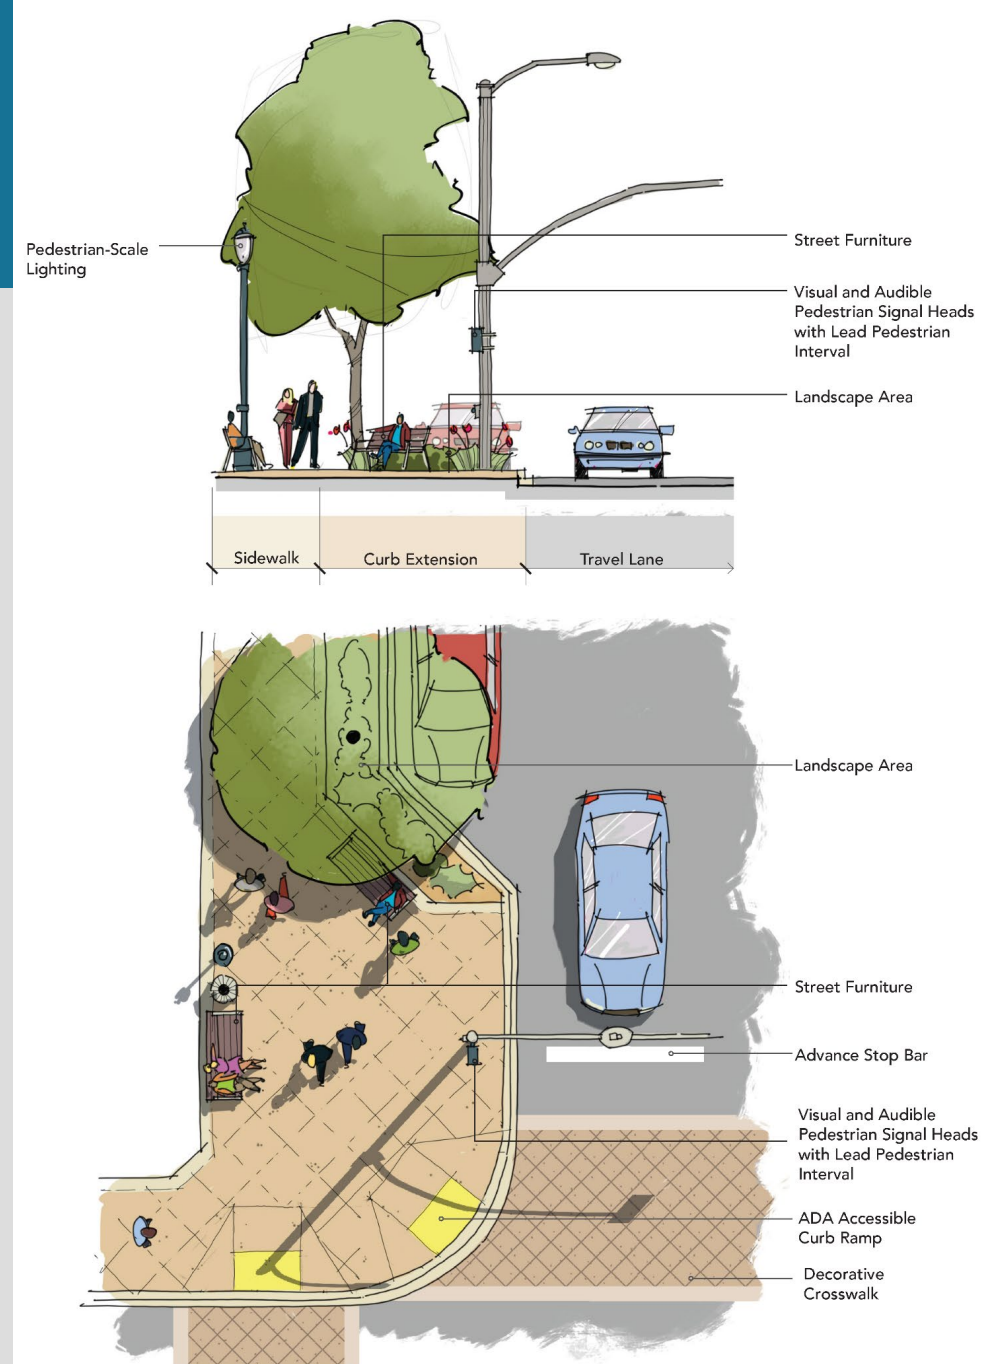 Pedestrian-Scale
Lighting
Street Furniture
Visual and Audible
Pedestrian Signal Heads
with Lead Pedestrian
Interval
Landscape Area
Sidewalk
Curb Extension
Travel Lane
Landscape Area
Street Furniture
Advance Stop Bar
Visual and Audible
Pedestrian Signal Heads
with Lead Pedestrian
Interval
ADA Accessible
Curb Ramp
Decorative
Crosswalk